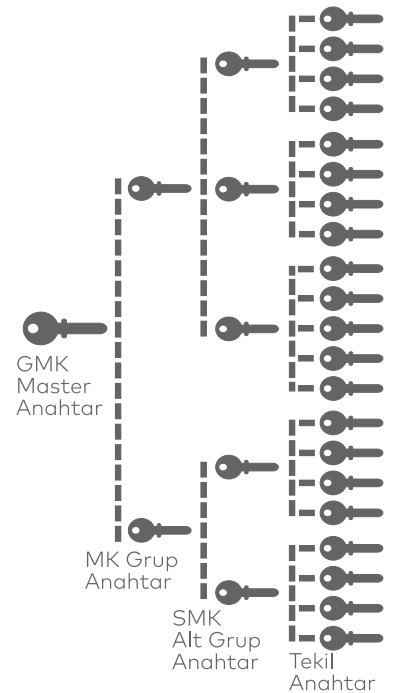 GMK
Master
Anahtar
MK Grup
Anahtar
SMK
Alt Grup
Anahtar
Tekil
Anahtar